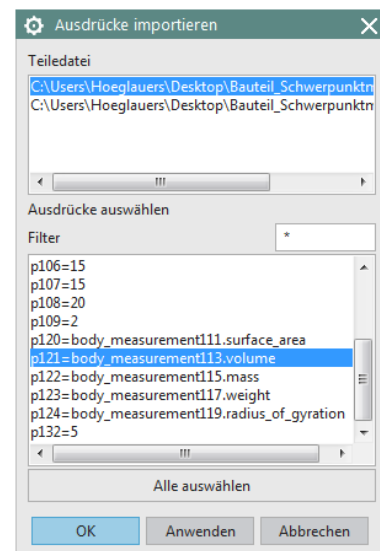 Ausdrücke importieren
Teiledatei
C:\Users\Hoeglauers\Desktop\Bauteil_Schwerpunktm
C:\Users\Hoeglauers\Desktop\Bauteil_Schwerpunktm
Ausdrücke auswählen
Filter *
p106=15
p107=15
p108=20
p109=2
p120=body_measurement111.surface_area
p121=body_measurement113.volume
p122=body_measurement115.mass
p123=body_measurement117.weight
p124=body_measurement119.radius_of_gyration
p132=5
Alle auswählen
OK Anwenden Abbrechen